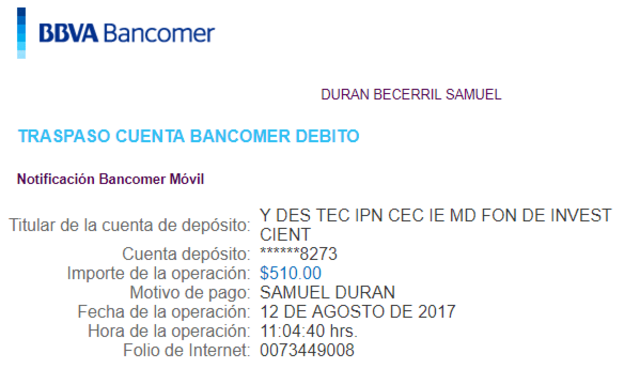 BBVA Bancomer
DURAN BECERRIL SAMUEL
TRASPASO CUENTA BANCOMER DEBITO
Notificación Bancomer Móvil
Titular de la cuenta de depósito: Y DES TEC IPN CEC IE MD FON DE INVEST
CIENT
Cuenta depósito: ******8273
Importe de la operación: $510.00
Motivo de pago: SAMUEL DURAN
Fecha de la operación: 12 DE AGOSTO DE 2017
Hora de la operación: 11:04:40 hrs.
Folio de Internet: 0073449008